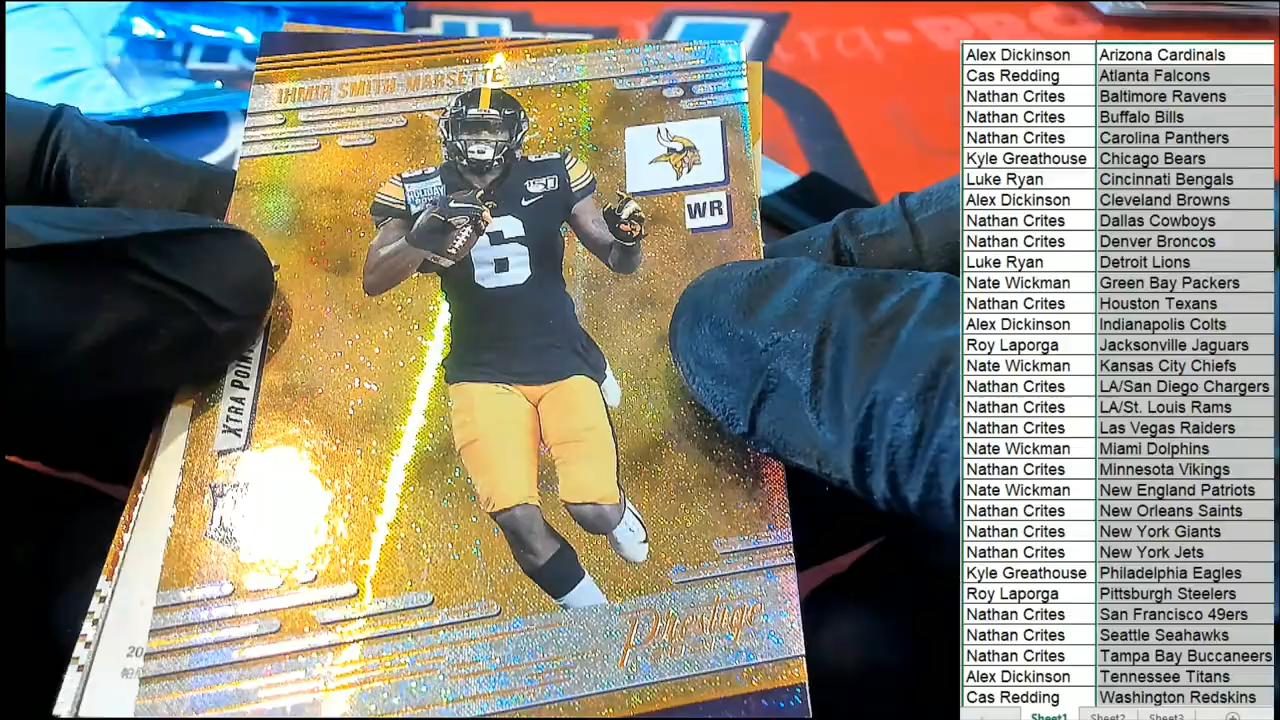 IHMIR SMITH-MARSETTE
WR
HOLIDAY
150
6
6
XTRA POIN
Prestige
20
Alex Dickinson Arizona Cardinals
Cas Redding Atlanta Falcons
Nathan Crites Baltimore Ravens
Nathan Crites Buffalo Bills
Nathan Crites Carolina Panthers
Kyle Greathouse Chicago Bears
Luke Ryan Cincinnati Bengals
Alex Dickinson Cleveland Browns
Nathan Crites Dallas Cowboys
Nathan Crites Denver Broncos
Luke Ryan Detroit Lions
Nate Wickman Green Bay Packers
Nathan Crites Houston Texans
Alex Dickinson Indianapolis Colts
Roy Laporga Jacksonville Jaguars
Nate Wickman Kansas City Chiefs
Nathan Crites LA/San Diego Chargers
Nathan Crites LA/St. Louis Rams
Nathan Crites Las Vegas Raiders
Nate Wickman Miami Dolphins
Nathan Crites Minnesota Vikings
Nate Wickman New England Patriots
Nathan Crites New Orleans Saints
Nathan Crites New York Giants
Nathan Crites New York Jets
Kyle Greathouse Philadelphia Eagles
Roy Laporga Pittsburgh Steelers
Nathan Crites San Francisco 49ers
Nathan Crites Seattle Seahawks
Nathan Crites Tampa Bay Buccaneers
Alex Dickinson Tennessee Titans
Cas Redding Washington Redskins
Sheet1 Sheet2 Sheet3